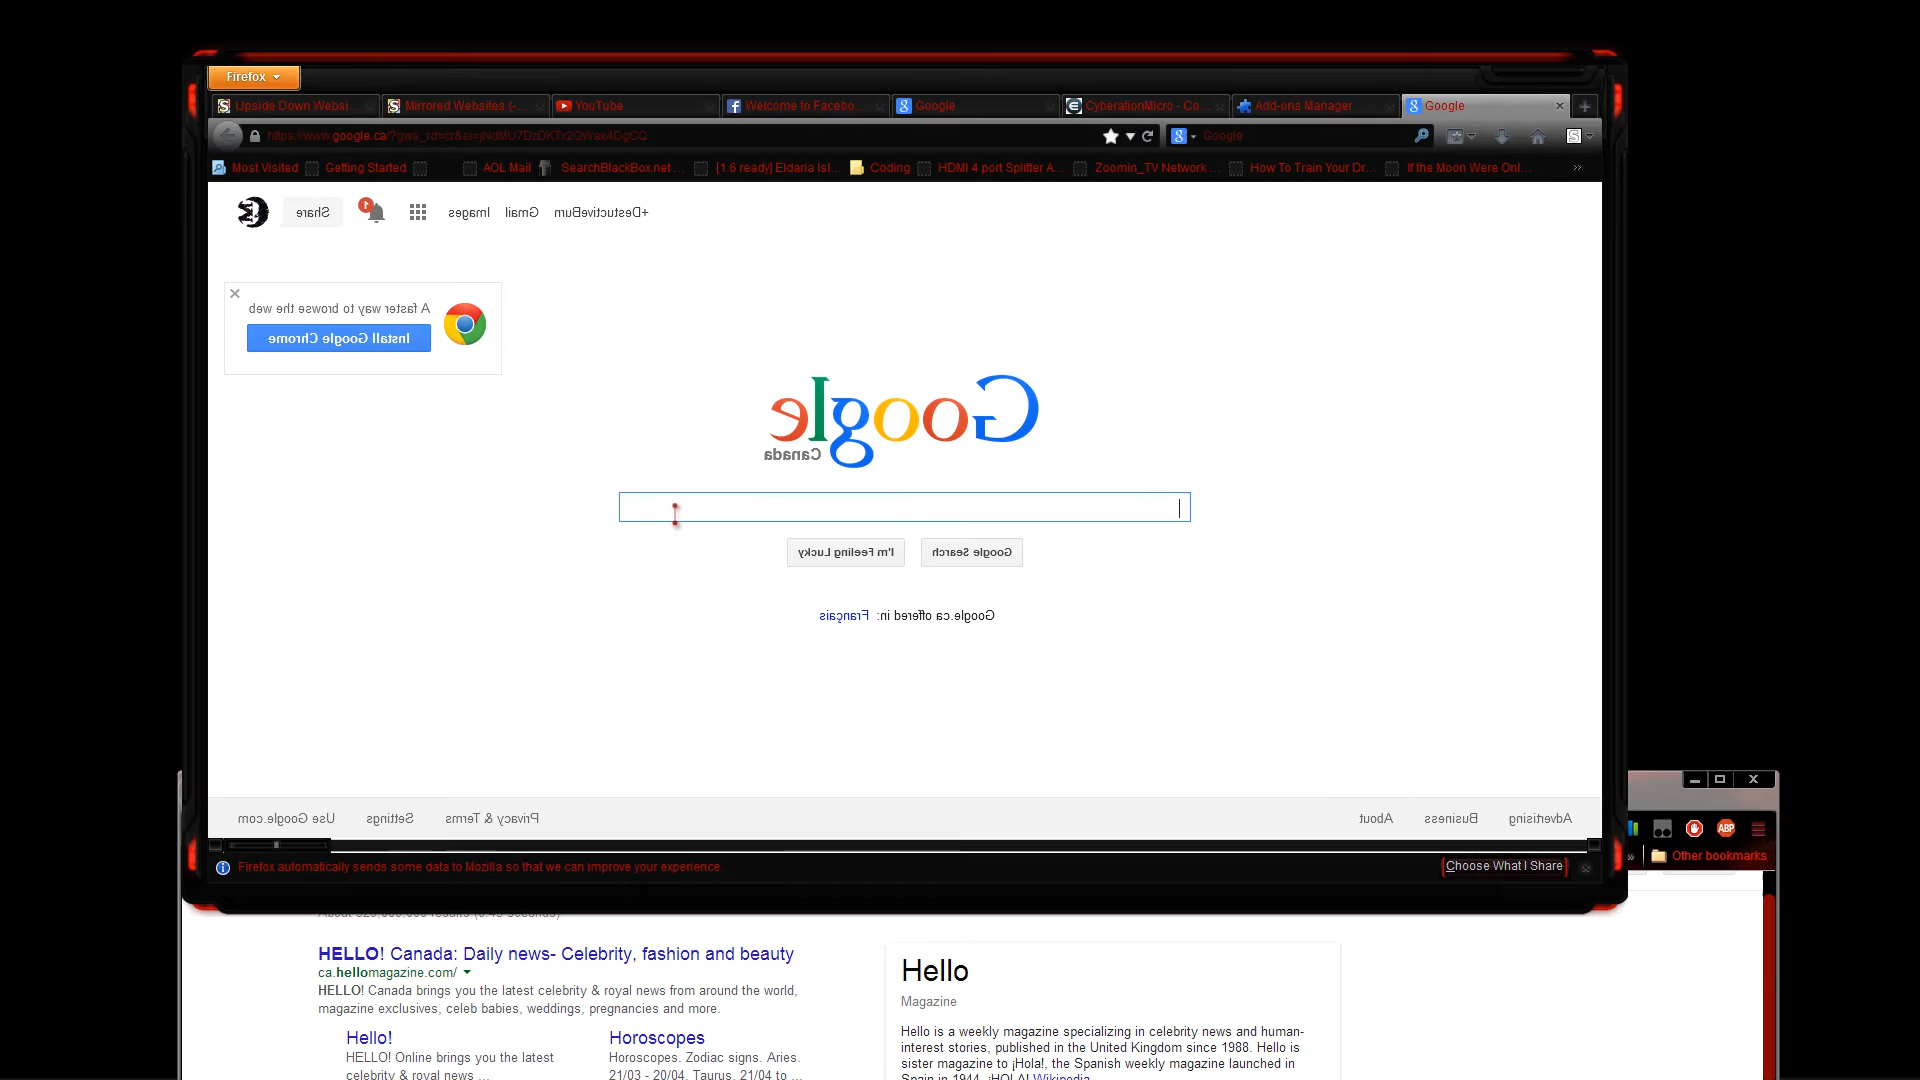 Firefox
Upside Down Websi...
Mirrored Websites (-...
YouTube
Welcome to Facebo...
Google
CyberationMicro - Co...
Add-ons Manager
Google
Google
Most Visited
Getting Started
AOL Mail
SearchBlackBox.net ...
[1.6 ready] Eldaria Isl...
Coding
HDMI 4 port Splitter A...
Zoomin_TV Network ...
How To Train Your Dr...
If the Moon Were Onl...
Share
1
Images
Gmail
+DestuctiveBurn
A faster way to browse the web
Install Google Chrome
Google
Canada
I'm Feeling Lucky
Google Search
Google.ca offered in: Français
Use Google.com
Settings
Privacy & Terms
About
Business
Advertising
ABP
Other bookmarks
Firefox automatically sends some data to Mozilla so that we can improve your experience.
Choose What I Share
HELLO! Canada: Daily news- Celebrity, fashion and beauty
ca.hellomagazine.com/
HELLO! Canada brings you the latest celebrity & royal news from around the world,
magazine exclusives, celeb babies, weddings, pregnancies and more.
Hello!
HELLO! Online brings you the latest
celebrity & royal news ...
Horoscopes
Horoscopes. Zodiac signs. Aries.
21/03 - 20/04. Taurus. 21/04 to ...
Hello
Magazine
Hello is a weekly magazine specializing in celebrity news and human-
interest stories, published in the United Kingdom since 1988. Hello is
sister magazine to ¡Hola!, the Spanish weekly magazine launched in
Spain in 1944. ¡HOLA! Wikipedia